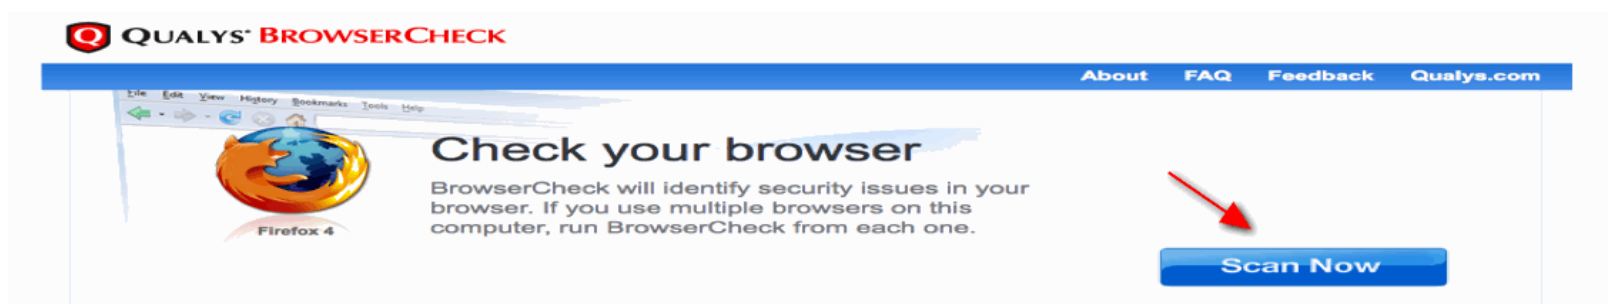 QUALYS® BROWSERCHECK
About FAQ Feedback Qualys.com
File Edit View History Bookmarks Tools Help
Check your browser
BrowserCheck will identify security issues in your
browser. If you use multiple browsers on this
computer, run BrowserCheck from each one.
Firefox 4
Scan Now